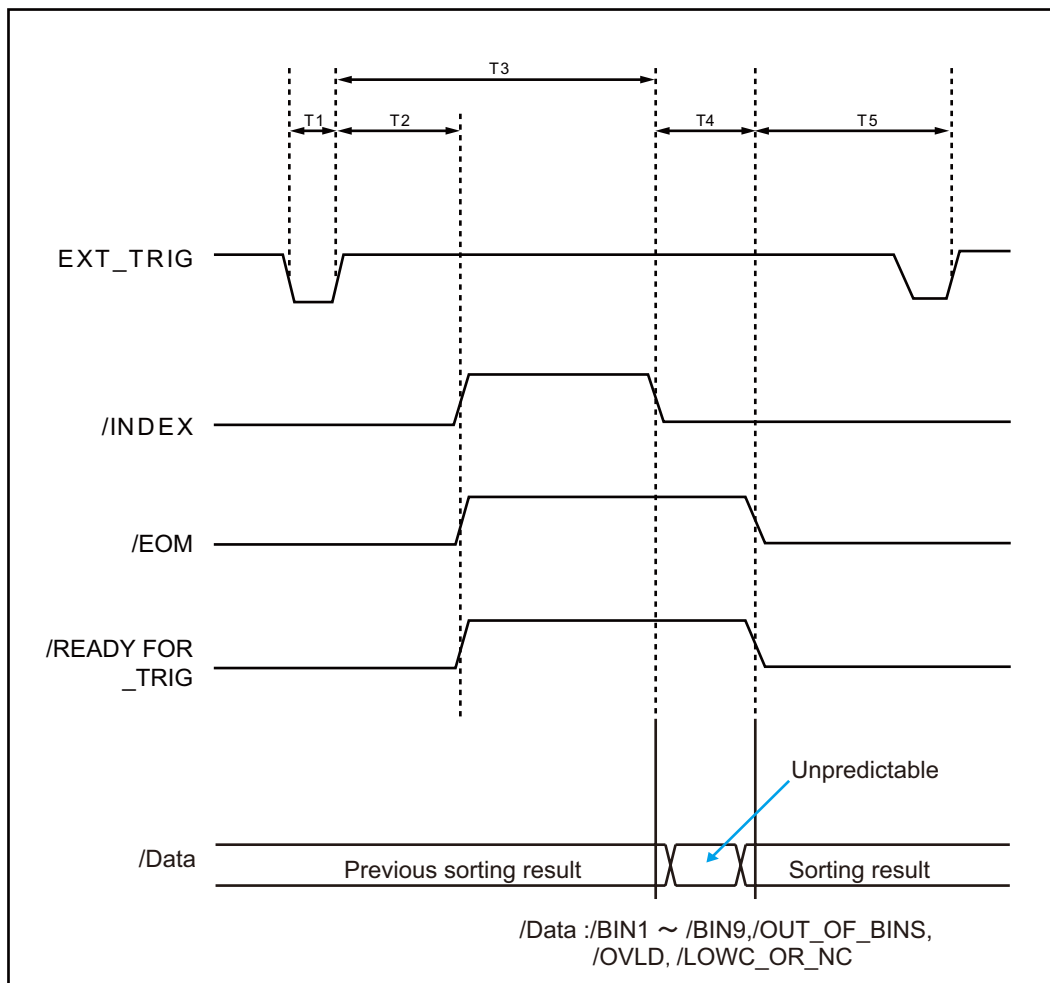 T3
T1
T2
T4
T5
EXT_TRIG
/INDEX
/EOM
/READY FOR
_TRIG
Unpredictable
/Data
Previous sorting result
Sorting result
/Data :/BIN1 ~ /BIN9,/OUT_OF_BINS,
/OVLD, /LOWC_OR_NC